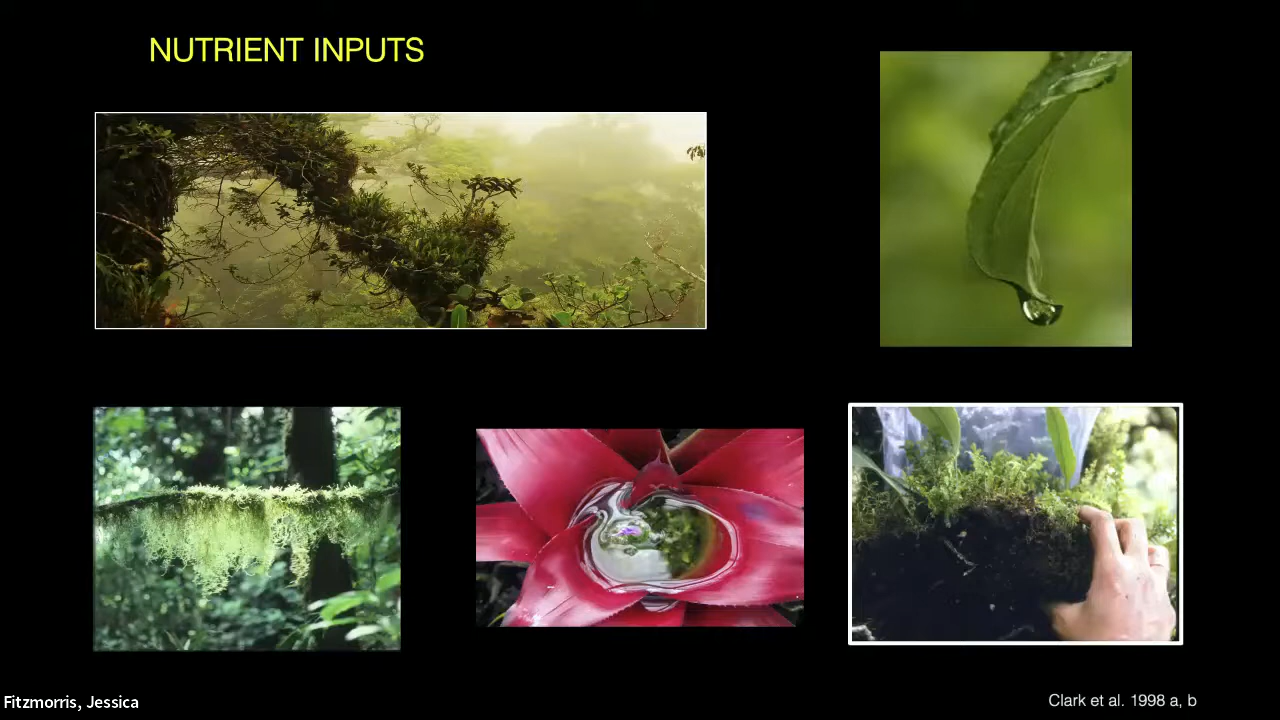 NUTRIENT INPUTS
Fitzmorris, Jessica
Clark et al. 1998 a, b